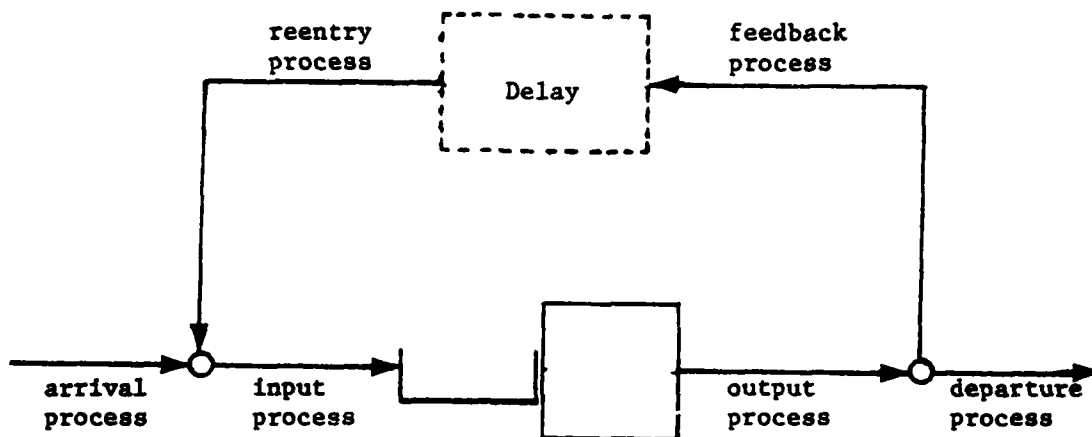 reentry
process
feedback
process
Delay
arrival
process
input
process
output
process
departure
process